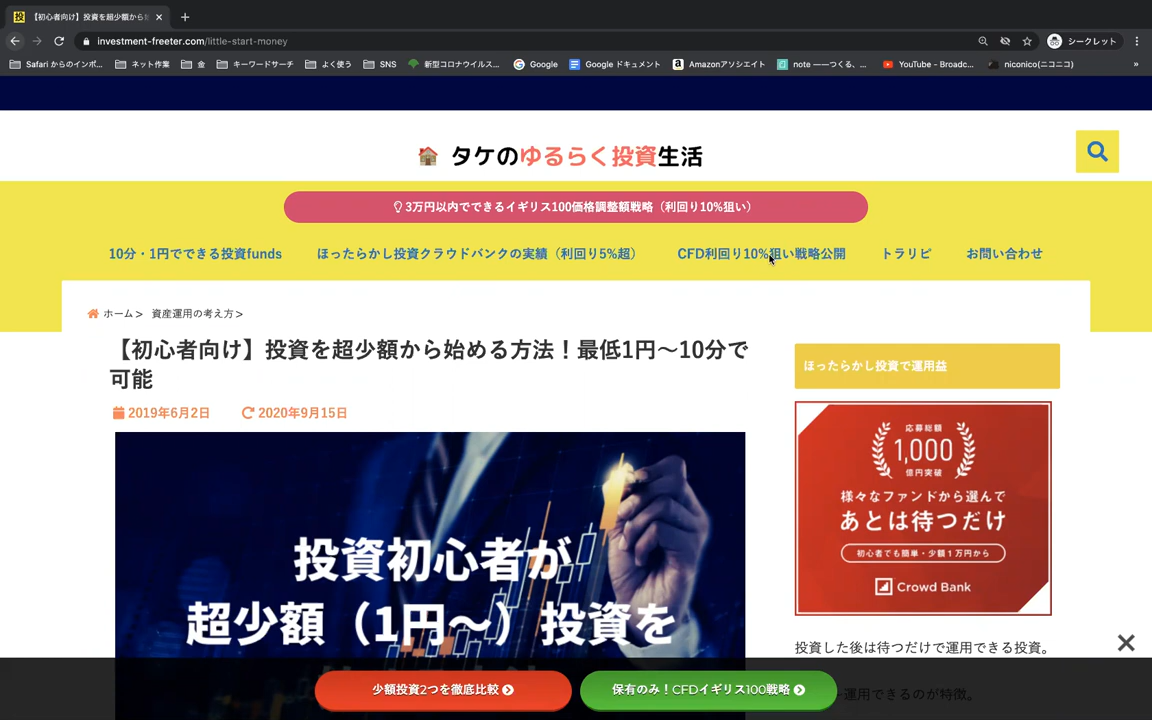 【初心者向け】投資を超少額から始
investment-freeter.com/little-start-money
シークレット
Safari からのインポ...
ネット作業
金
キーワードサーチ
よく使う
SNS
新型コロナウイルス...
Google
Google ドキュメント
Amazonアソシエイト
note ――つくる、...
YouTube - Broadc...
niconico(ニコニコ)
»
タケのゆるらく投資生活
3万円以内でできるイギリス100価格調整額戦略（利回り10%狙い）
10分・1円でできる投資funds
ほったらかし投資クラウドバンクの実績（利回り5%超）
CFD利回り10%狙い戦略公開
トラリピ
お問い合わせ
ホーム >
資産運用の考え方 >
【初心者向け】投資を超少額から始める方法！最低1円〜10分で
可能
2019年6月2日
2020年9月15日
投資初心者が
超少額（1円〜）投資を
ほったらかし投資で運用益
応募総額
1,000
億円突破
様々なファンドから選んで
あとは待つだけ
初心者でも簡単・少額1万円から
Crowd Bank
投資した後は待つだけで運用できる投資。
運用できるのが特徴。
少額投資2つを徹底比較
保有のみ！CFDイギリス100戦略